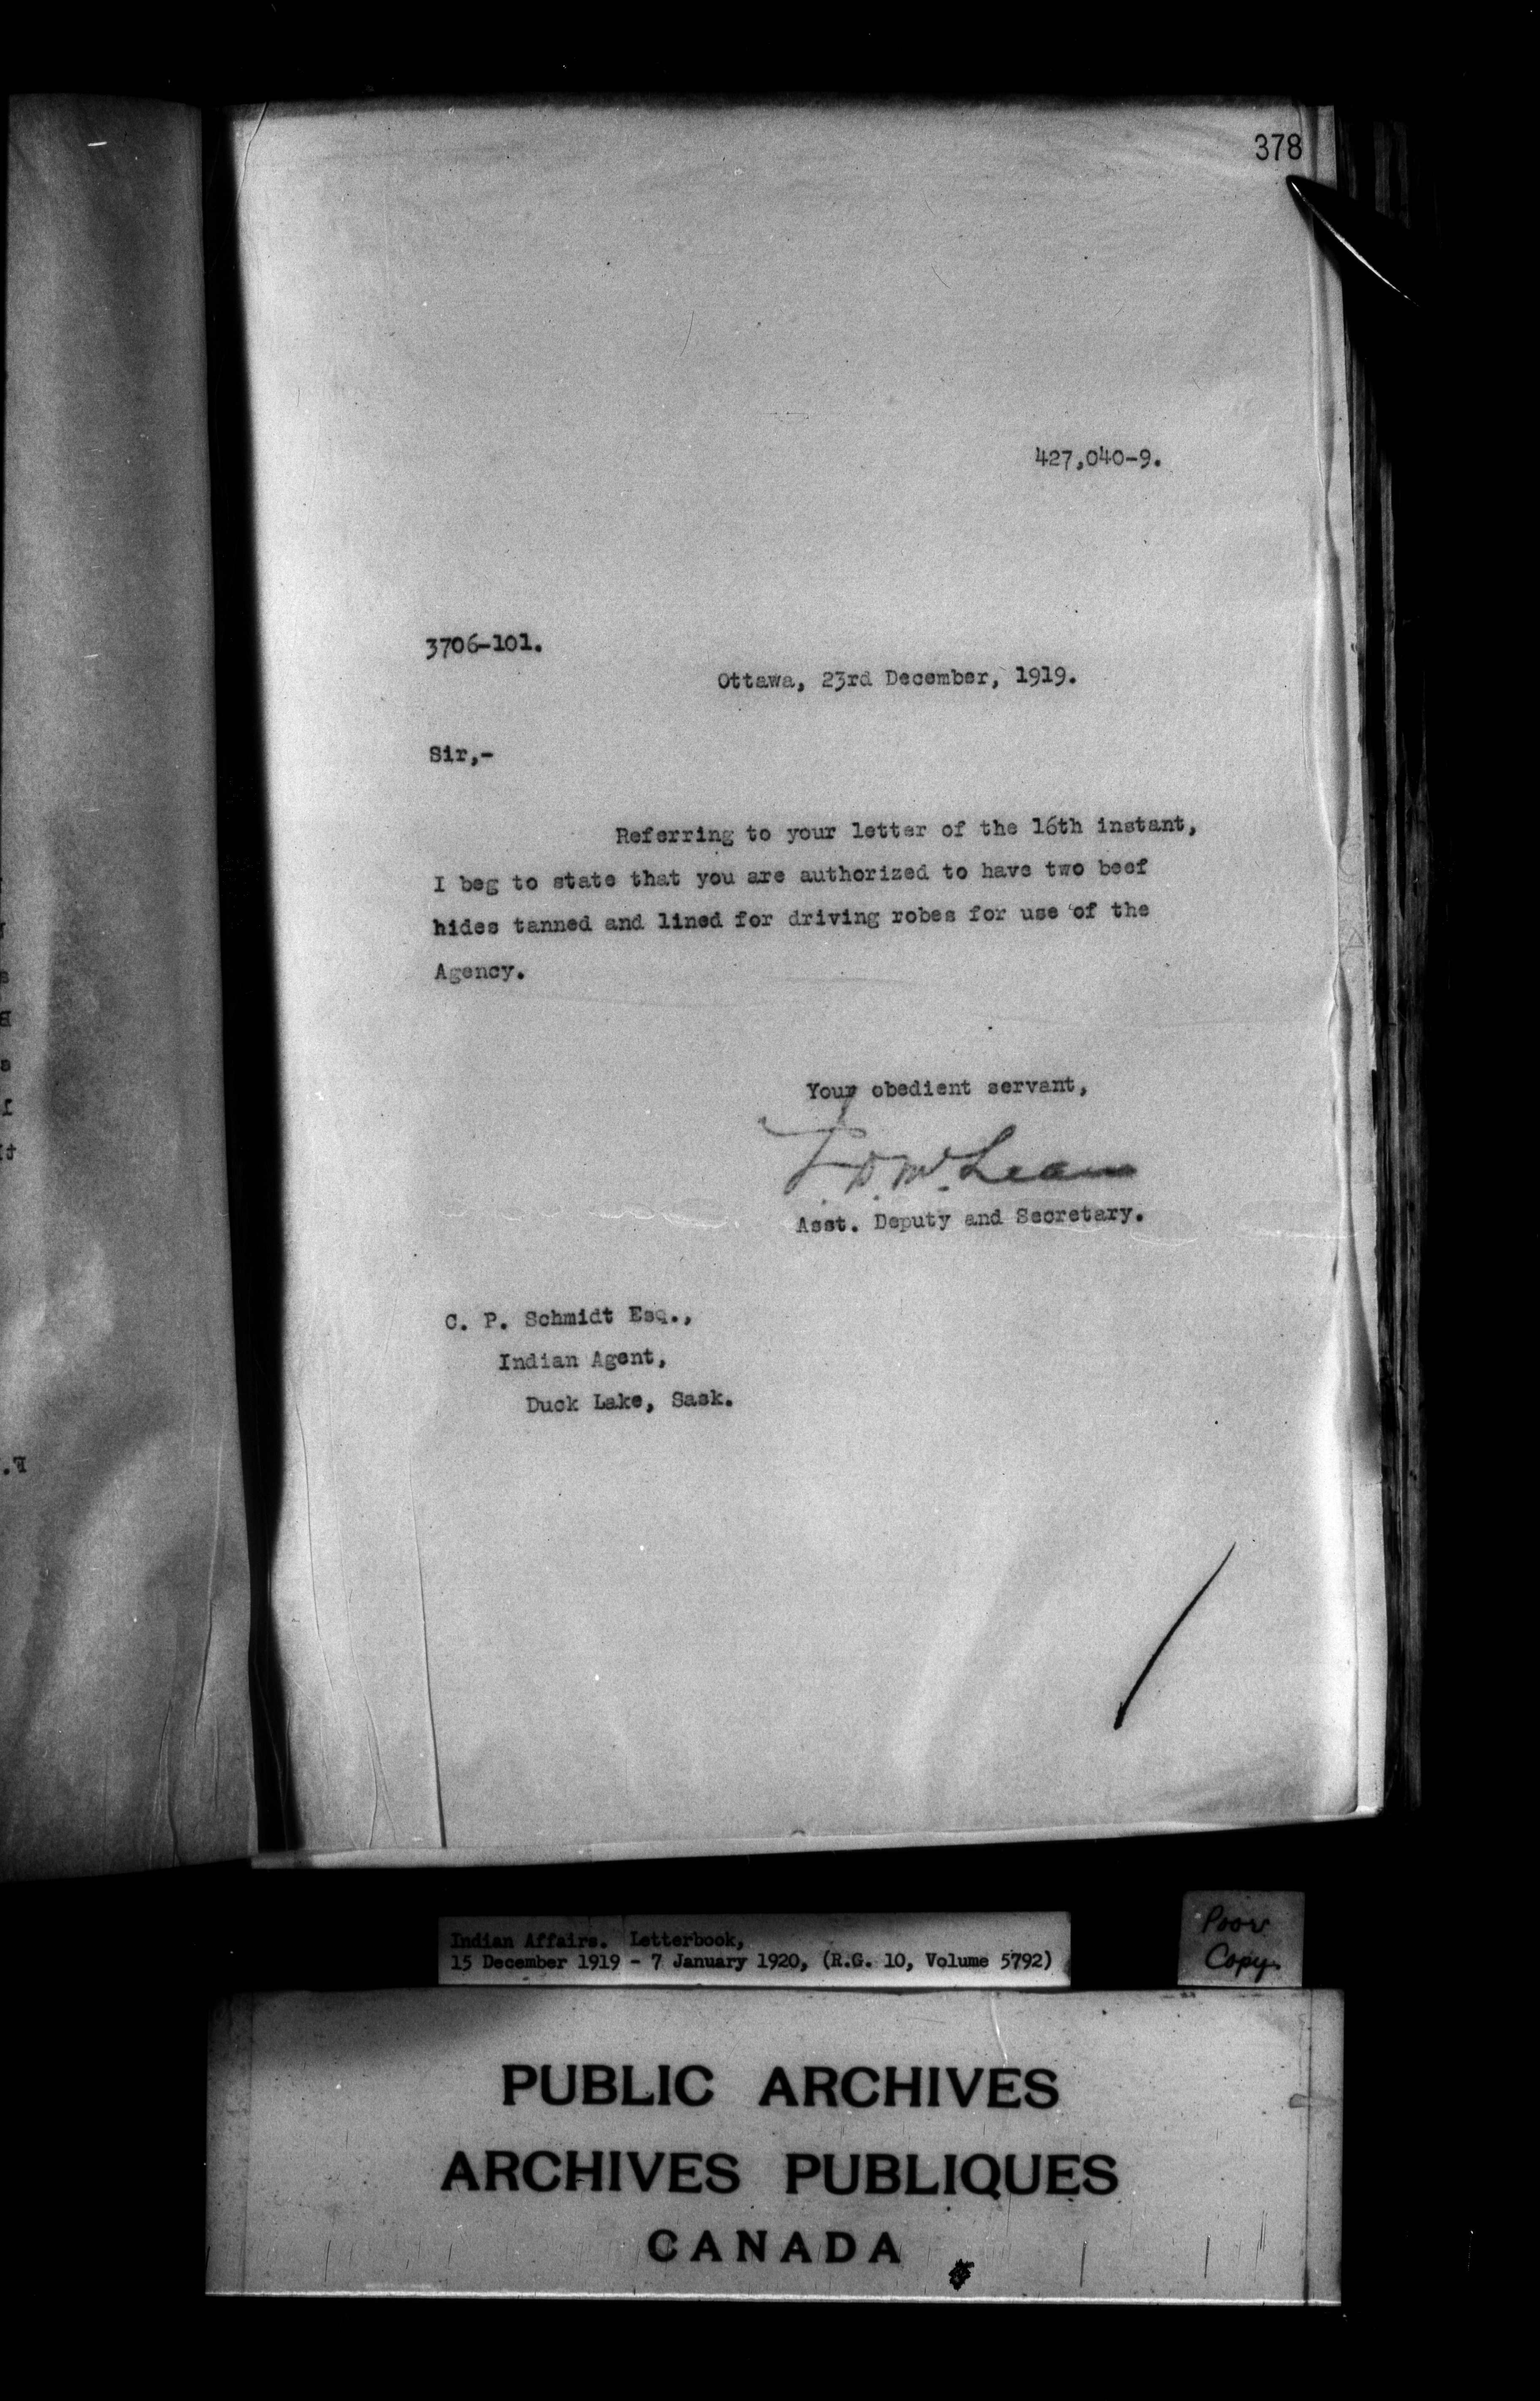 378
427,040-9.
3706-101.
Ottawa, 23rd December, 1919.
Sir,-
Referring to your letter of the 16th instant,
I beg to state that you are authorized to have two beef
hides tanned and lined for driving robes for use of the
Agency.
Your obedient servant,
J. D. McLean
Asst. Deputy and Secretary.
C. P. Schmidt Esq.,
Indian Agent,
Duck Lake, Sask.
Indian Affairs. Letterbook,
15 December 1919 - 7 January 1920, (R.G. 10, Volume 5792)
Poor
Copy.
PUBLIC ARCHIVES
ARCHIVES PUBLIQUES
CANADA